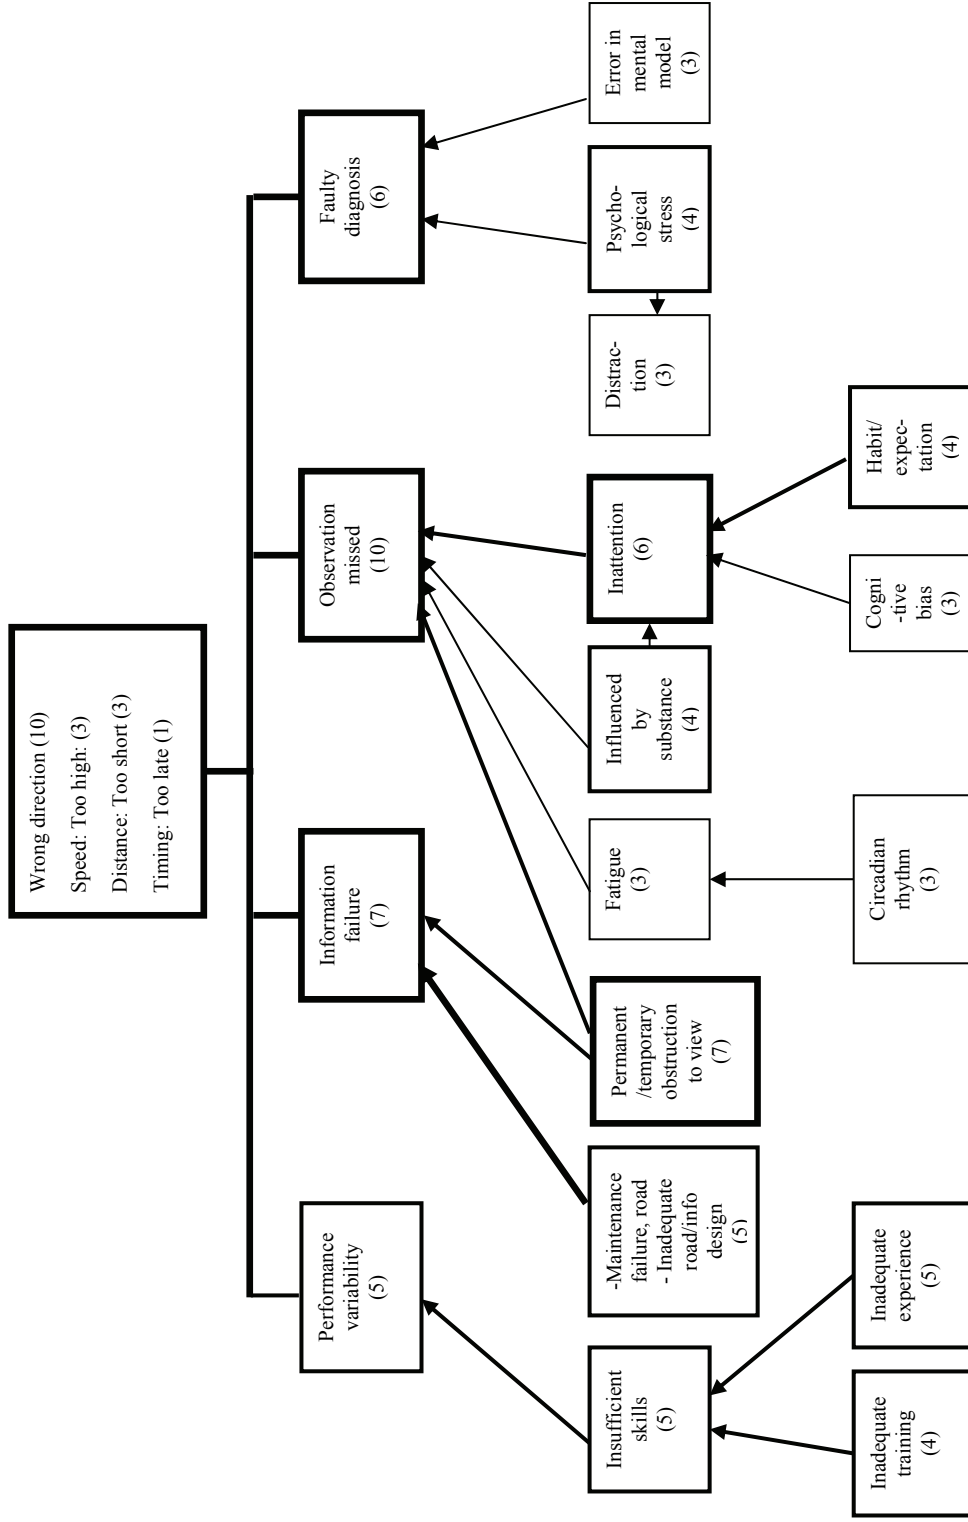 Wrong direction (10)
Speed: Too high: (3)
Distance: Too short (3)
Timing: Too late (1)
Performance
variability
(5)
Information
failure
(7)
Observation
missed
(10)
Faulty
diagnosis
(6)
Insufficient
skills
(5)
-Maintenance
failure, road
- Inadequate
road/info
design
(5)
Permanent
/temporary
obstruction
to view
(7)
Fatigue
(3)
Influenced
by
substance
(4)
Inattention
(6)
Distrac-
tion
(3)
Psycho-
logical
stress
(4)
Error in
mental
model
(3)
Inadequate
training
(4)
Inadequate
experience
(5)
Circadian
rhythm
(3)
Cogni
-tive
bias
(3)
Habit/
expec-
tation
(4)